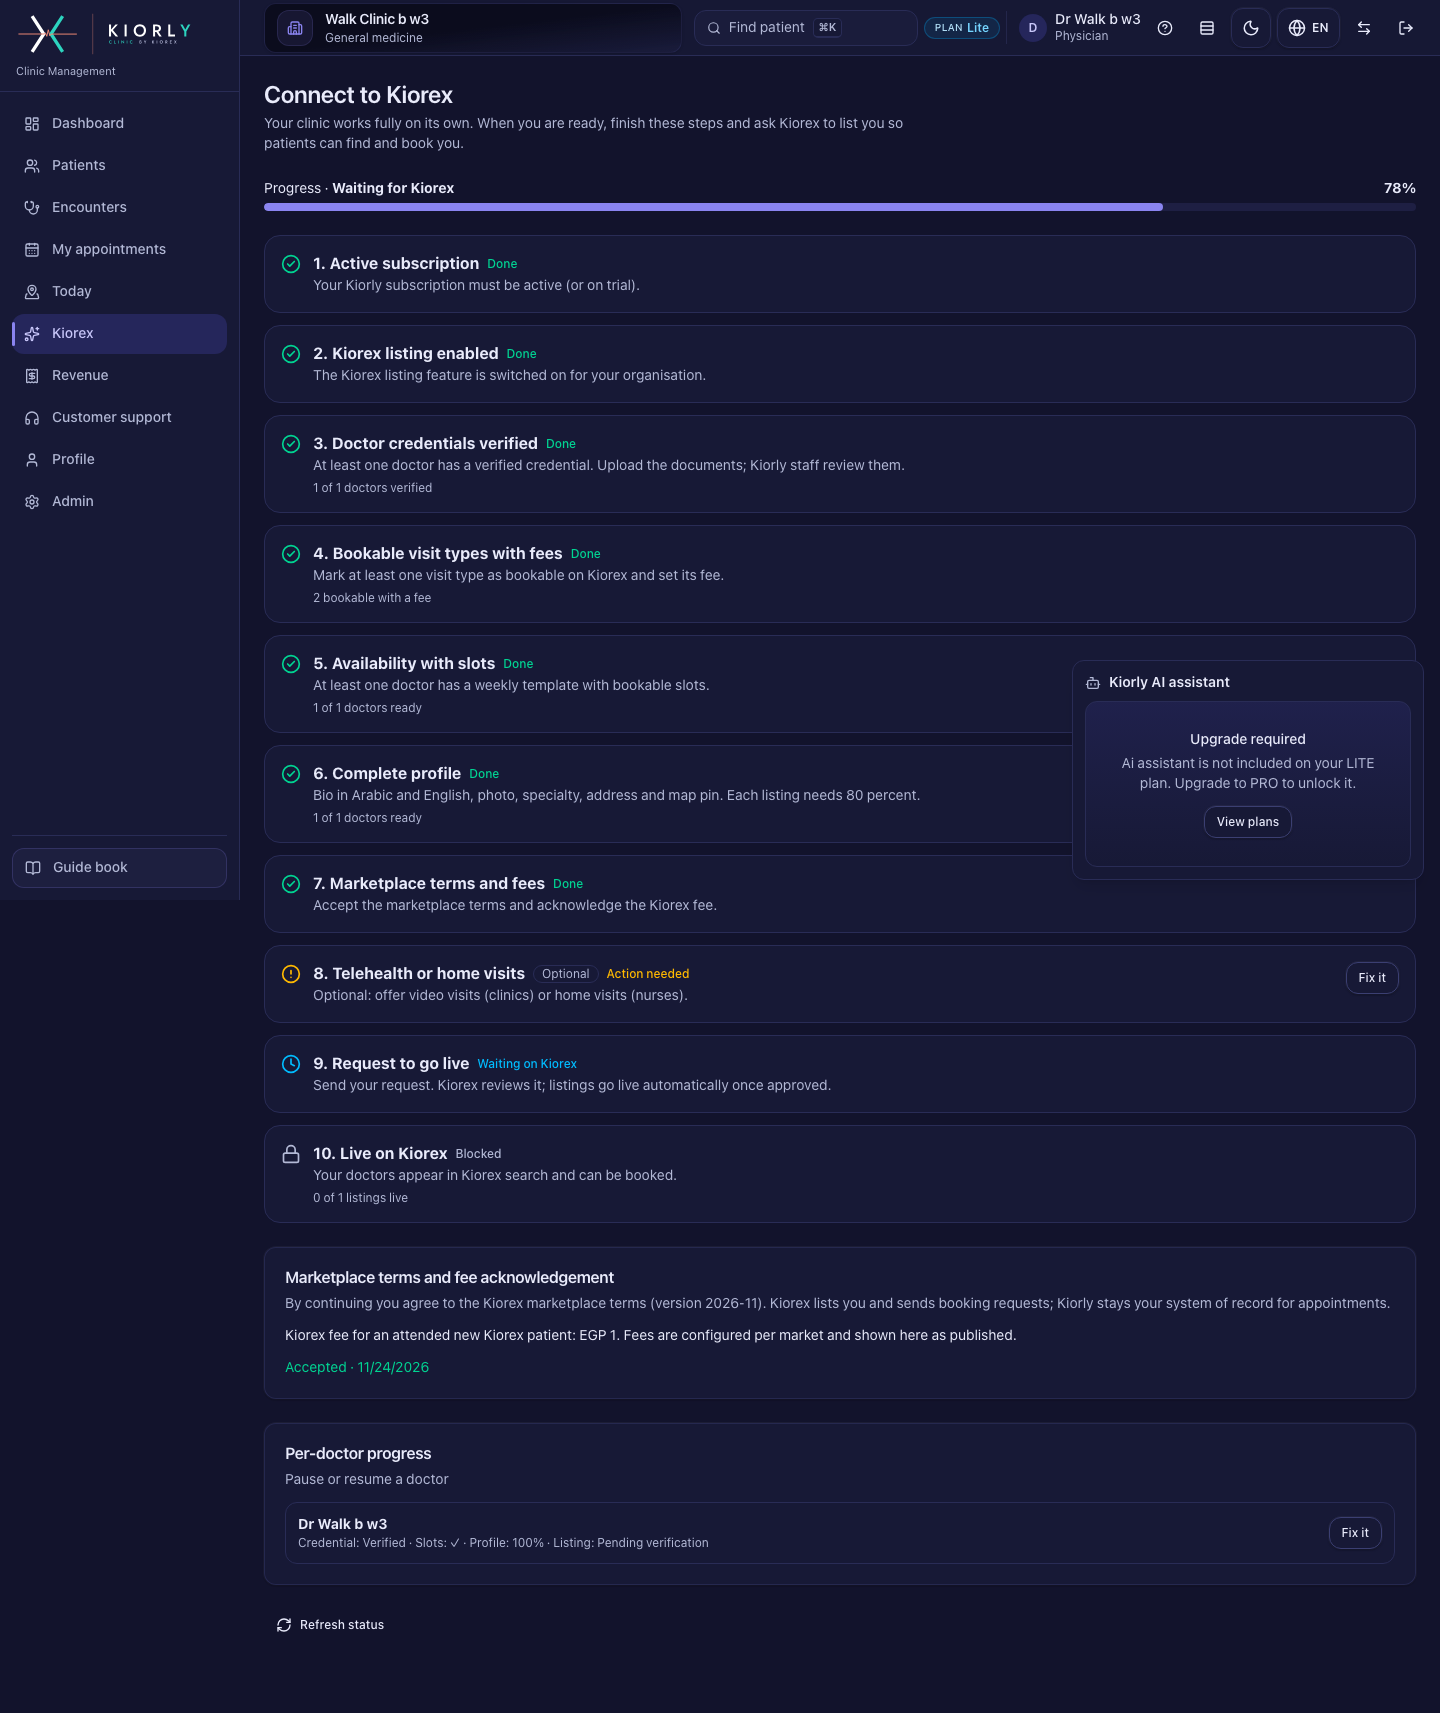 KIORLY
CLINIC BY KIOREX
Clinic Management
Dashboard
Patients
Encounters
My appointments
Today
Kiorex
Revenue
Customer support
Profile
Admin
Guide book
Walk Clinic b w3
General medicine
Find patient ⌘K
PLAN Lite
D
Dr Walk b w3
Physician
EN
Connect to Kiorex
Your clinic works fully on its own. When you are ready, finish these steps and ask Kiorex to list you so
patients can find and book you.
Progress · Waiting for Kiorex
78%
1. Active subscription Done
Your Kiorly subscription must be active (or on trial).
2. Kiorex listing enabled Done
The Kiorex listing feature is switched on for your organisation.
3. Doctor credentials verified Done
At least one doctor has a verified credential. Upload the documents; Kiorly staff review them.
1 of 1 doctors verified
4. Bookable visit types with fees Done
Mark at least one visit type as bookable on Kiorex and set its fee.
2 bookable with a fee
5. Availability with slots Done
At least one doctor has a weekly template with bookable slots.
1 of 1 doctors ready
6. Complete profile Done
Bio in Arabic and English, photo, specialty, address and map pin. Each listing needs 80 percent.
1 of 1 doctors ready
7. Marketplace terms and fees Done
Accept the marketplace terms and acknowledge the Kiorex fee.
Kiorly AI assistant
Upgrade required
Ai assistant is not included on your LITE
plan. Upgrade to PRO to unlock it.
View plans
8. Telehealth or home visits Optional Action needed
Optional: offer video visits (clinics) or home visits (nurses).
Fix it
9. Request to go live Waiting on Kiorex
Send your request. Kiorex reviews it; listings go live automatically once approved.
10. Live on Kiorex Blocked
Your doctors appear in Kiorex search and can be booked.
0 of 1 listings live
Marketplace terms and fee acknowledgement
By continuing you agree to the Kiorex marketplace terms (version 2026-11). Kiorex lists you and sends booking requests; Kiorly stays your system of record for appointments.
Kiorex fee for an attended new Kiorex patient: EGP 1. Fees are configured per market and shown here as published.
Accepted · 11/24/2026
Per-doctor progress
Pause or resume a doctor
Dr Walk b w3
Credential: Verified · Slots: ✓ · Profile: 100% · Listing: Pending verification
Fix it
Refresh status